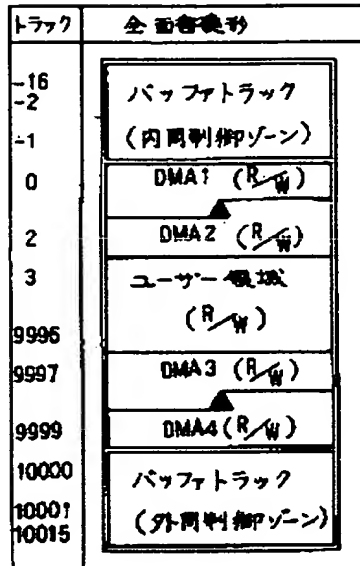 トラック 全面書換形
-16
-2
バッファトラック
-1
(内周制御ゾーン)
0 DMA1 (R/W)
2 DMA2 (R/W)
3 ユーザー領域
(R/W)
9996
9997 DMA3 (R/W)
9999 DMA4 (R/W)
10000 バッファトラック
10001
(外周制御ゾーン)
10015